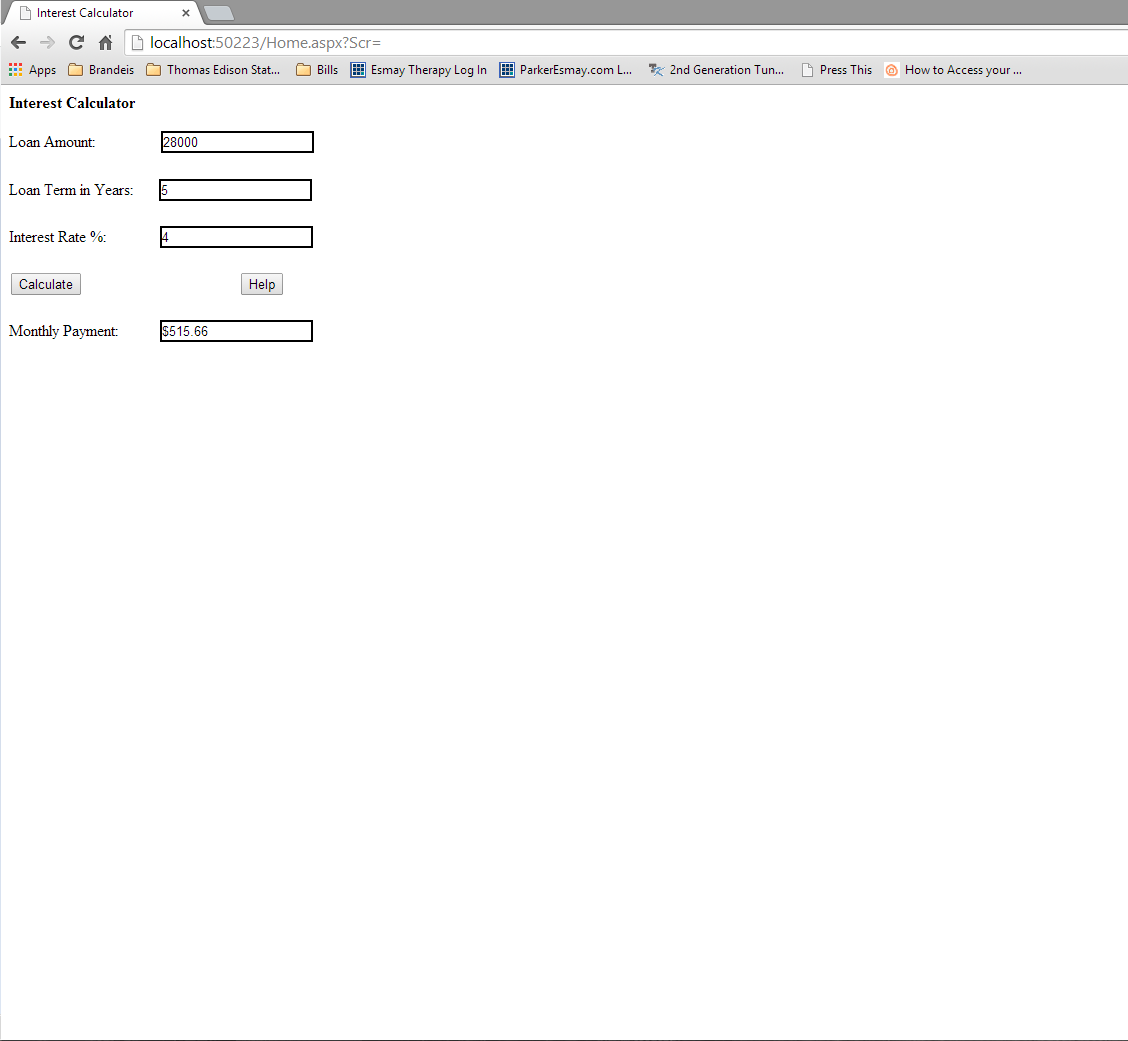 Interest Calculator
localhost:50223/Home.aspx?Scr=
Apps Brandeis Thomas Edison Stat... Bills Esmay Therapy Log In ParkerEsmay.com L... 2nd Generation Tun... Press This How to Access your ...
Interest Calculator
Loan Amount: 28000
Loan Term in Years: 5
Interest Rate %: 4
Calculate Help
Monthly Payment: $515.66